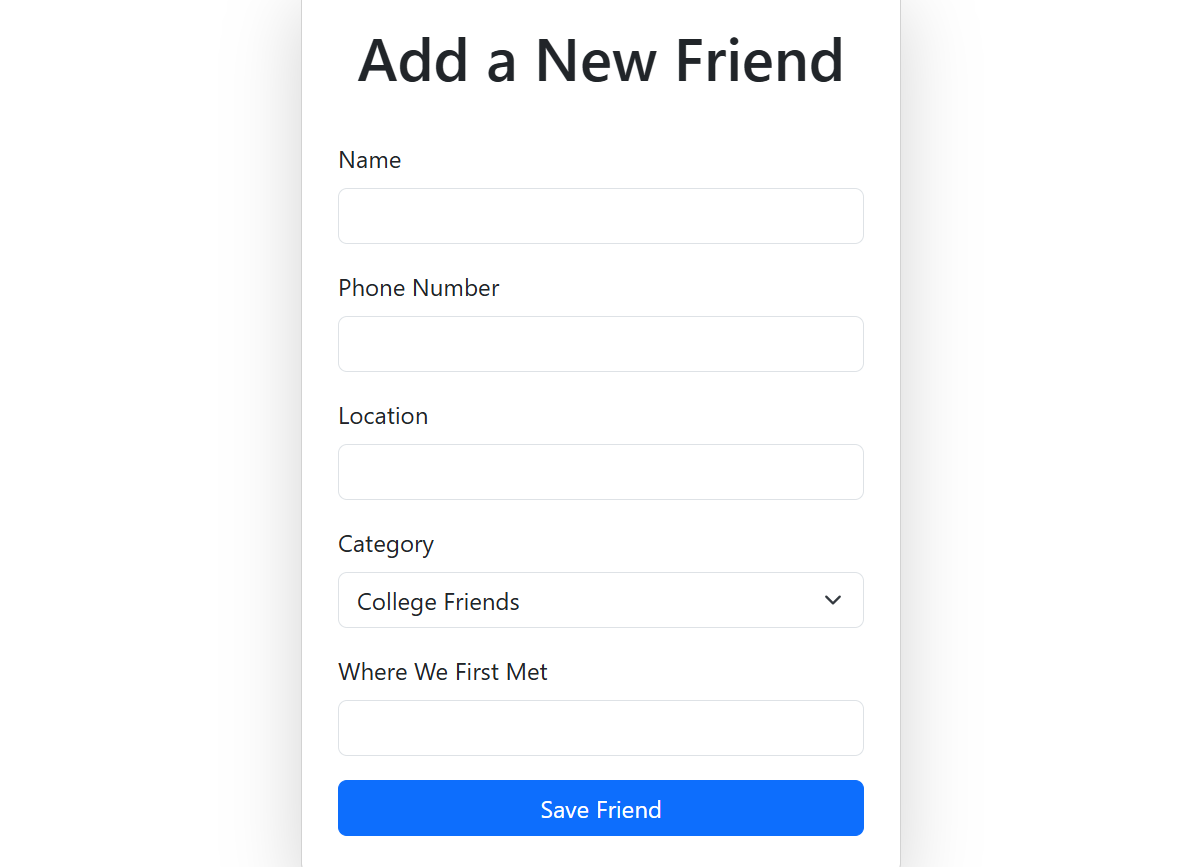 Add a New Friend
Name
Phone Number
Location
Category
College Friends
Where We First Met
Save Friend